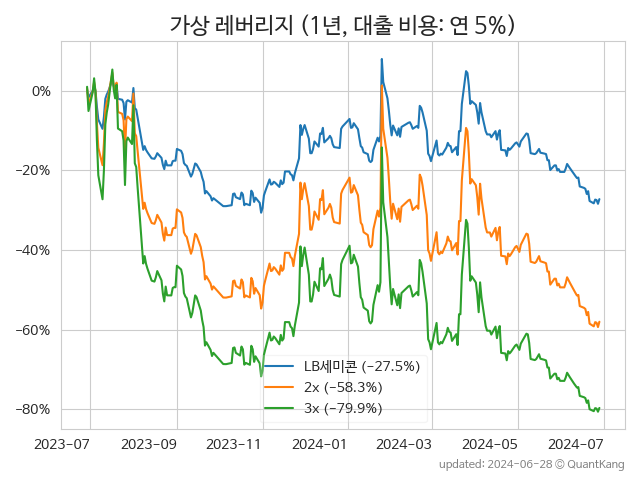 가상 레버리지 (1년, 대출 비용: 연 5%)
0%
−20%
−40%
−60%
−80%
LB세미콘 (−27.5%)
2x (−58.3%)
3x (−79.9%)
2023-07 2023-09 2023-11 2024-01 2024-03 2024-05 2024-07
updated: 2024-06-28 © QuantKang